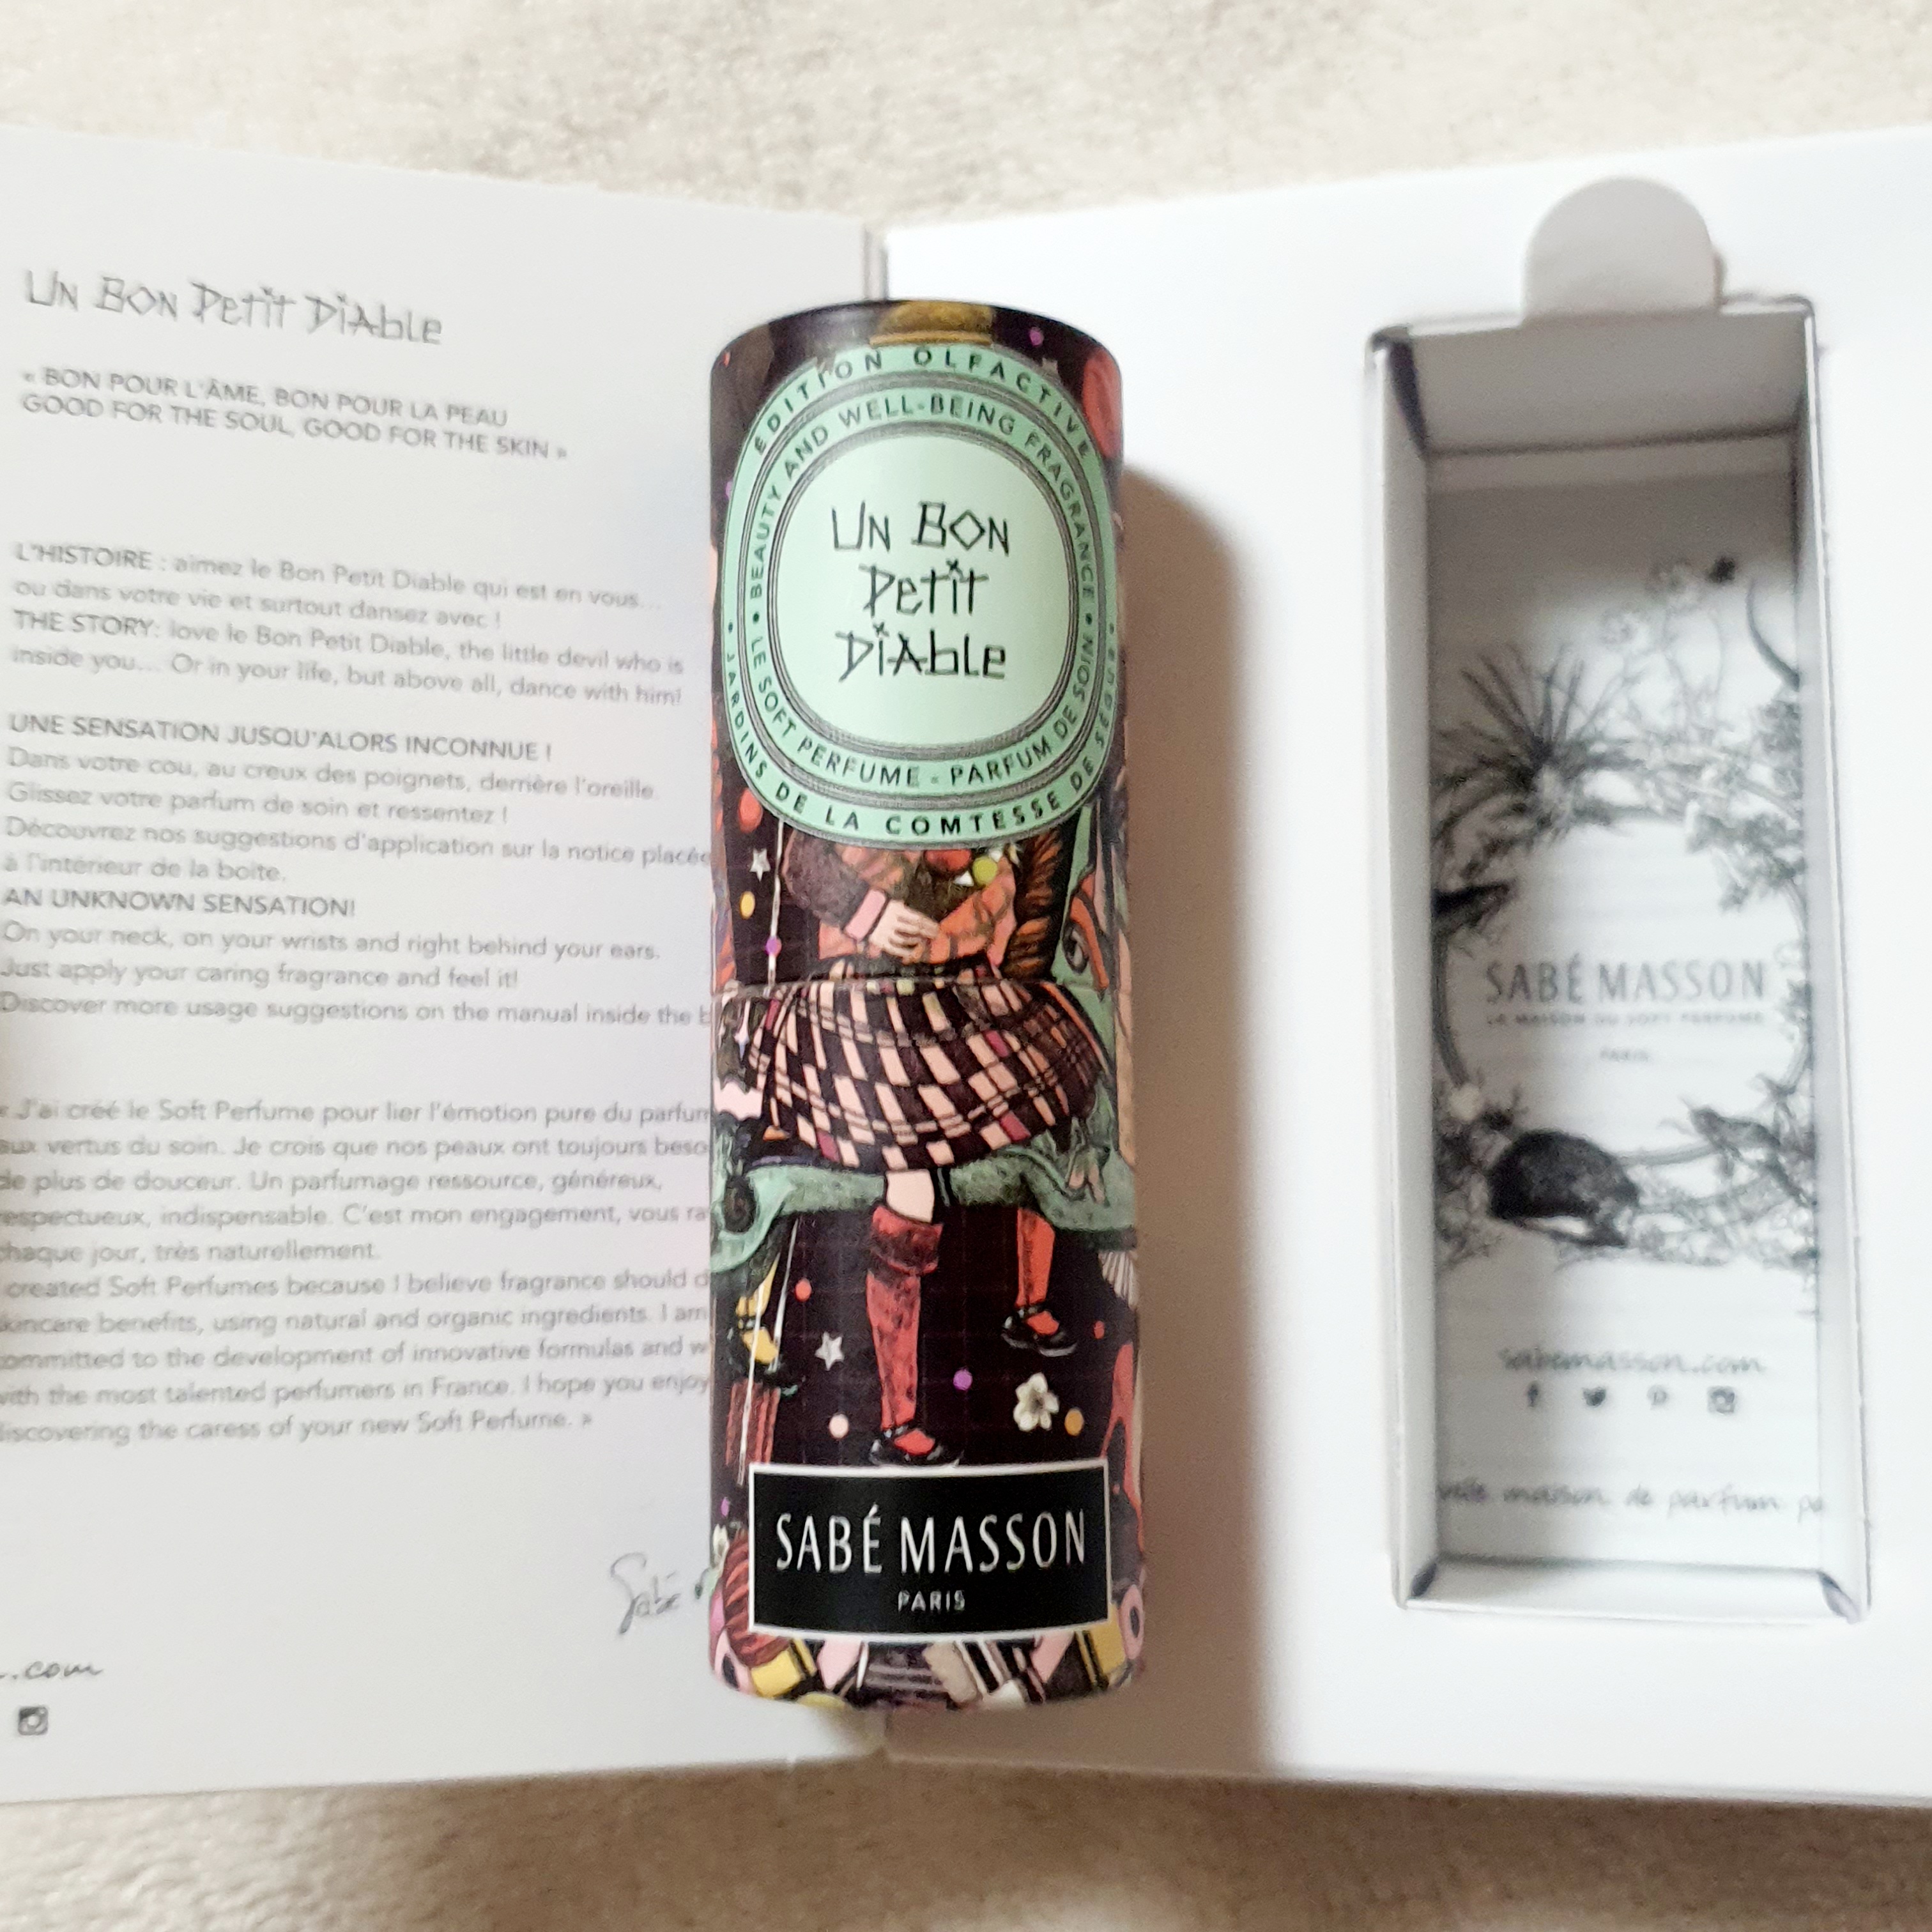 UN BON PETIT DIABLE
« BON POUR L'ÂME, BON POUR LA PEAU
GOOD FOR THE SOUL, GOOD FOR THE SKIN »
L'HISTOIRE : aimez le Bon Petit Diable qui est en vous...
ou dans votre vie et surtout dansez avec !
THE STORY: love le Bon Petit Diable, the little devil who is
inside you... Or in your life, but above all, dance with him!
UNE SENSATION JUSQU'ALORS INCONNUE !
Dans votre cou, au creux des poignets, derrière l'oreille.
Glissez votre parfum de soin et ressentez !
Découvrez nos suggestions d'application sur la notice placée
à l'intérieur de la boîte.
AN UNKNOWN SENSATION!
On your neck, on your wrists and right behind your ears.
Just apply your caring fragrance and feel it!
Discover more usage suggestions on the manual inside the b
« J'ai créé le Soft Perfume pour lier l'émotion pure du parfum
aux vertus du soin. Je crois que nos peaux ont toujours beso
de plus de douceur. Un parfumage ressource, généreux,
respectueux, indispensable. C'est mon engagement, vous ra
chaque jour, très naturellement.
created Soft Perfumes because I believe fragrance should d
skincare benefits, using natural and organic ingredients. I am
committed to the development of innovative formulas and w
with the most talented perfumers in France. I hope you enjoy
discovering the caress of your new Soft Perfume. »
Sabé
.com
ÉDITION OLFACTIVE
• BEAUTY AND WELL-BEING FRAGRANCE •
UN BON
PETIT
DIABLE
LE SOFT PERFUME - PARFUM DE SOIN
JARDINS DE LA COMTESSE DE SÉGUR
SABÉ MASSON
PARIS
SABÉ MASSON
LA MAISON DU SOFT PERFUME
PARIS
sabemasson.com
maison de parfum pa